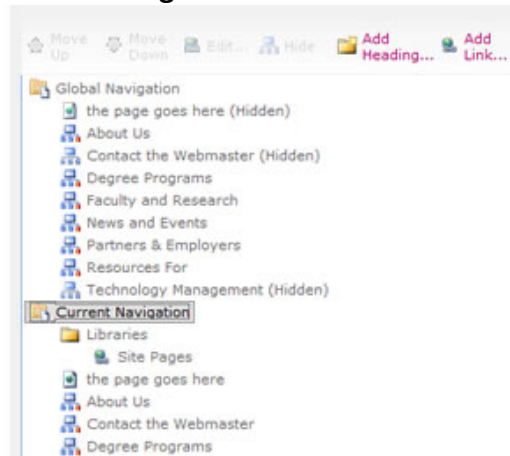 Move Up Move Down Edit... Hide Add Heading... Add Link...
Global Navigation
the page goes here (Hidden)
About Us
Contact the Webmaster (Hidden)
Degree Programs
Faculty and Research
News and Events
Partners & Employers
Resources For
Technology Management (Hidden)
Current Navigation
Libraries
Site Pages
the page goes here
About Us
Contact the Webmaster
Degree Programs